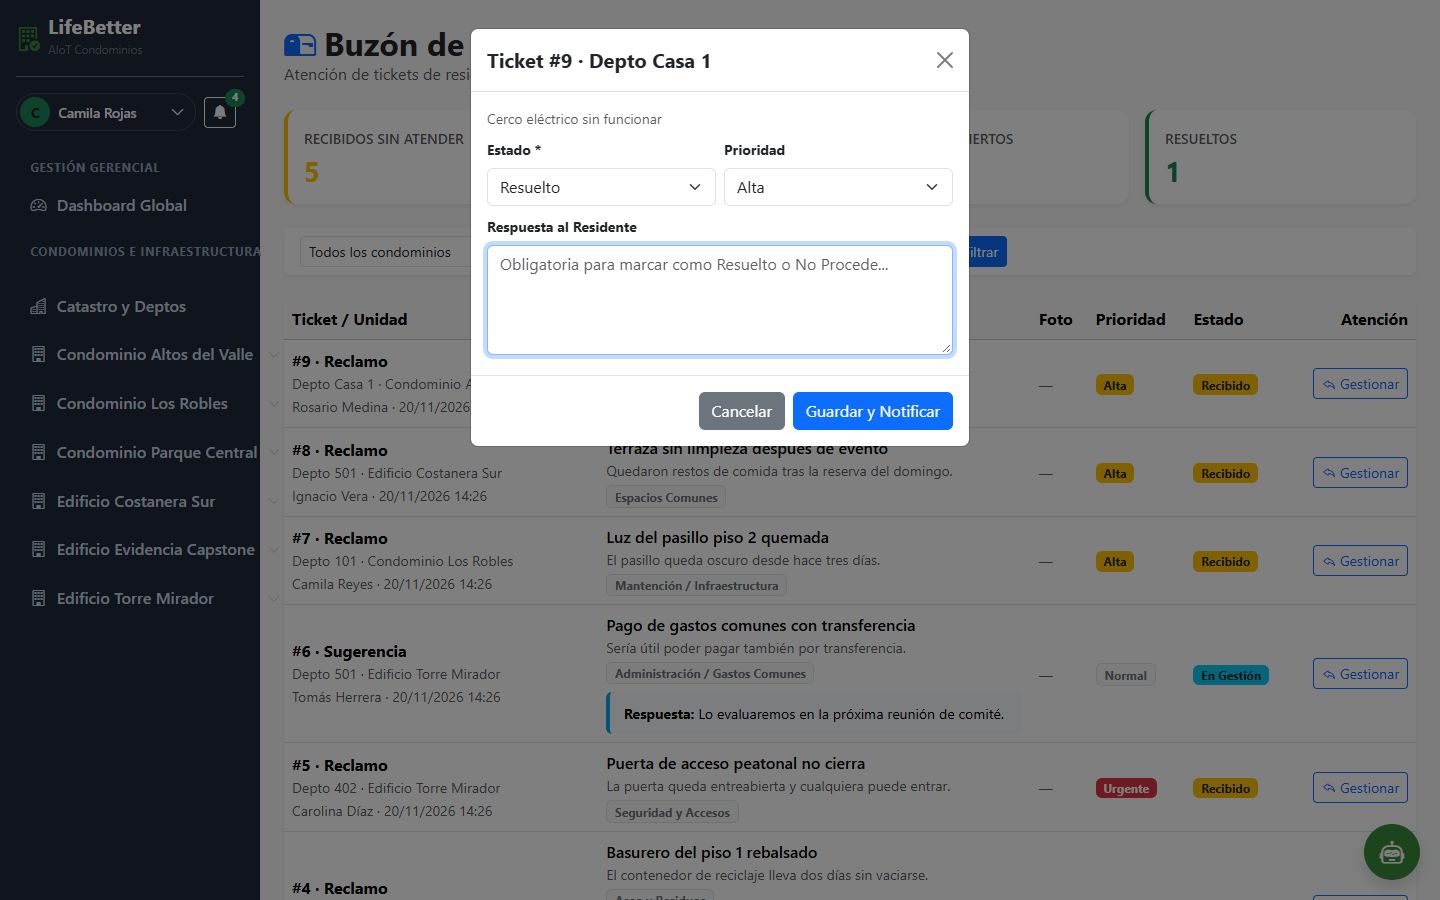 LifeBetter
AIoT Condominios
C
Camila Rojas
4
GESTIÓN GERENCIAL
Dashboard Global
CONDOMINIOS E INFRAESTRUCTURA
Catastro y Deptos
Condominio Altos del Valle
Condominio Los Robles
Condominio Parque Central
Edificio Costanera Sur
Edificio Evidencia Capstone
Edificio Torre Mirador
Buzón de
Atención de tickets de resi
RECIBIDOS SIN ATENDER
5
IERTOS
RESUELTOS
1
Todos los condominios
iltrar
Ticket #9 · Depto Casa 1
Cerco eléctrico sin funcionar
Estado *
Prioridad
Resuelto
Alta
Respuesta al Residente
Obligatoria para marcar como Resuelto o No Procede...
Cancelar
Guardar y Notificar
Ticket / Unidad
Foto
Prioridad
Estado
Atención
#9 · Reclamo
Depto Casa 1 · Condominio A
Rosario Medina · 20/11/2026
—
Alta
Recibido
Gestionar
#8 · Reclamo
Depto 501 · Edificio Costanera Sur
Ignacio Vera · 20/11/2026 14:26
Terraza sin limpieza después de evento
Quedaron restos de comida tras la reserva del domingo.
Espacios Comunes
—
Alta
Recibido
Gestionar
#7 · Reclamo
Depto 101 · Condominio Los Robles
Camila Reyes · 20/11/2026 14:26
Luz del pasillo piso 2 quemada
El pasillo queda oscuro desde hace tres días.
Mantención / Infraestructura
—
Alta
Recibido
Gestionar
#6 · Sugerencia
Depto 501 · Edificio Torre Mirador
Tomás Herrera · 20/11/2026 14:26
Pago de gastos comunes con transferencia
Sería útil poder pagar también por transferencia.
Administración / Gastos Comunes
Respuesta: Lo evaluaremos en la próxima reunión de comité.
—
Normal
En Gestión
Gestionar
#5 · Reclamo
Depto 402 · Edificio Torre Mirador
Carolina Díaz · 20/11/2026 14:26
Puerta de acceso peatonal no cierra
La puerta queda entreabierta y cualquiera puede entrar.
Seguridad y Accesos
—
Urgente
Recibido
Gestionar
#4 · Reclamo
Basurero del piso 1 rebalsado
El contenedor de reciclaje lleva dos días sin vaciarse.